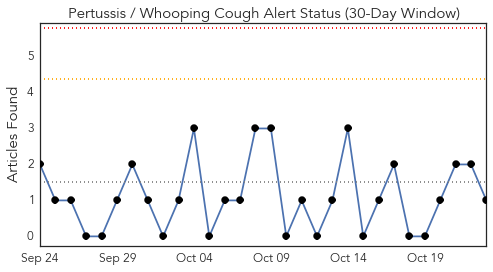 Pertussis / Whooping Cough Alert Status (30-Day Window)
Articles Found
5
4
3
2
1
0
Sep 24 Sep 29 Oct 04 Oct 09 Oct 14 Oct 19